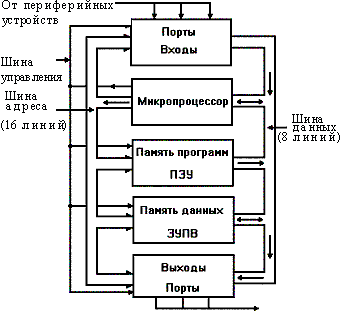 От периферийных
устройств
Порты
Входы
Шина
управления
Шина
адреса
(16 линий)
Микропроцессор
Шина
данных
(8 линий)
Память программ
ПЗУ
Память данных
ЗУПВ
Выходы
Порты